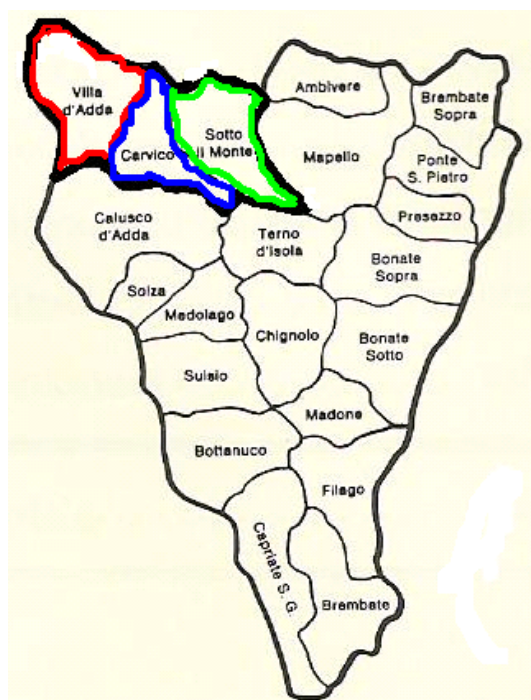 Villa
d'Adda
Carvico
Sotto
il Monte
Ambivere
Brembate
Sopra
Mapello
Ponte
S. Pietro
Presezzo
Calusco
d'Adda
Terno
d'Isola
Bonate
Sopra
Solza
Medolago
Chignolo
Bonate
Sotto
Suisio
Madone
Bottanuco
Filago
Capriate S. G.
Brembate